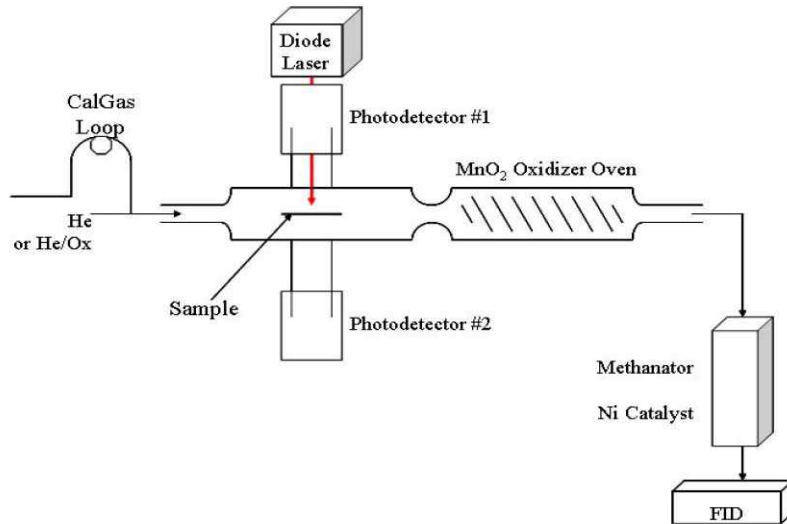 Diode
Laser
CalGas
Loop
Photodetector #1
MnO₂ Oxidizer Oven
He
or He/Ox
Sample
Photodetector #2
Methanator
Ni Catalyst
FID